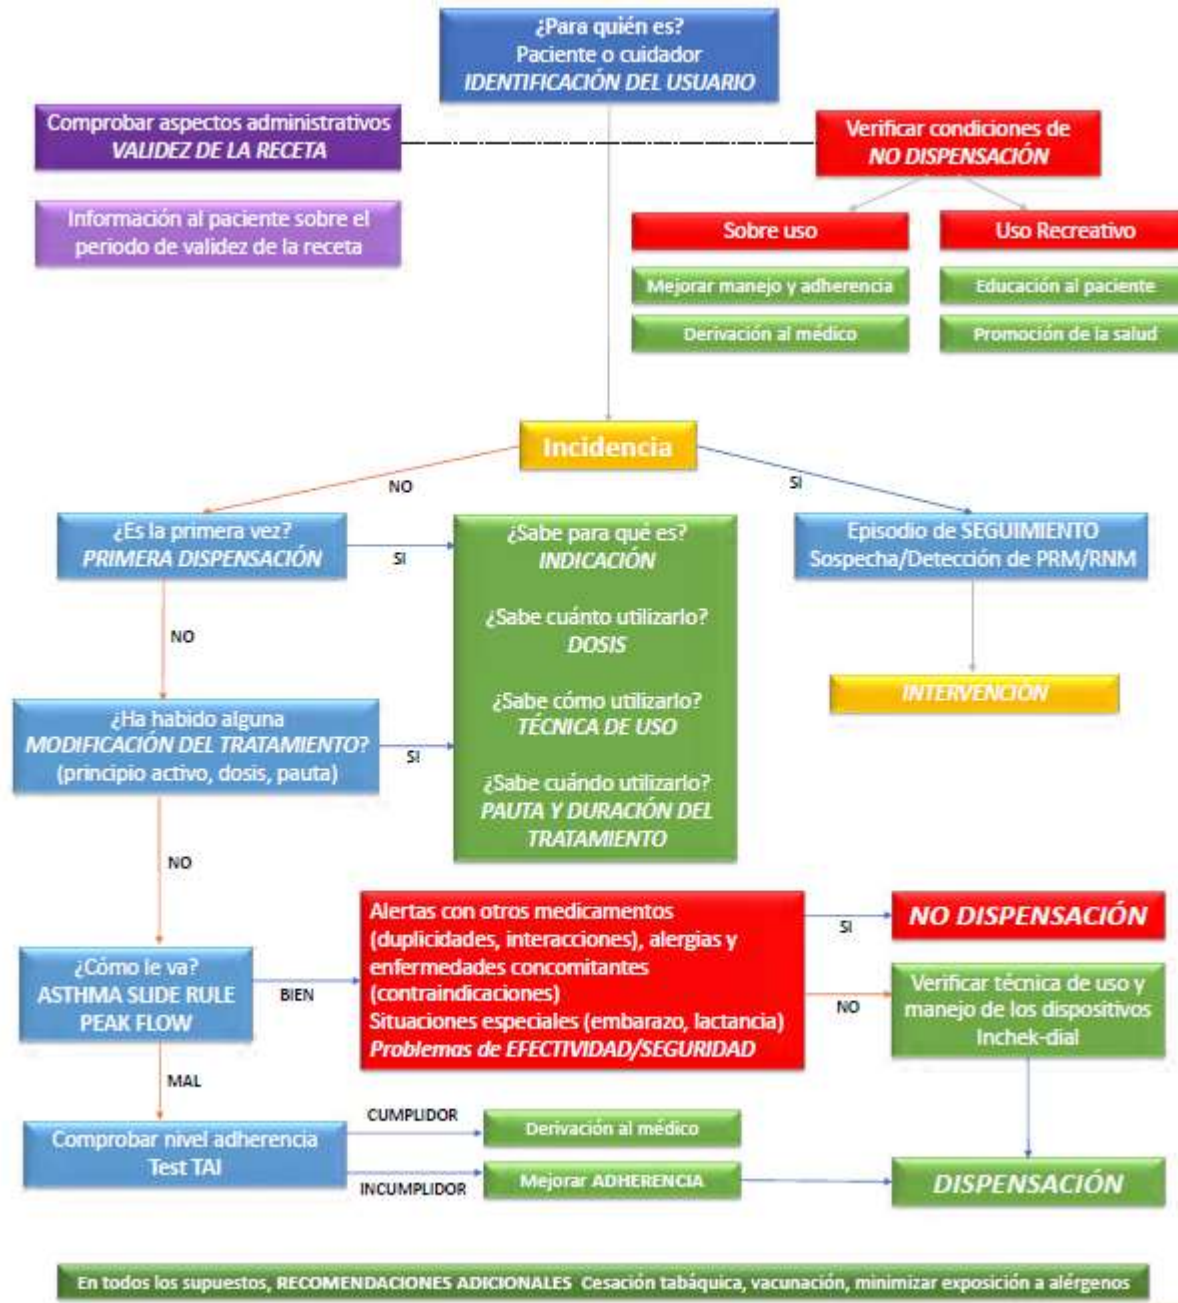 ¿Para quién es?
Paciente o cuidador
IDENTIFICACIÓN DEL USUARIO
Comprobar aspectos administrativos
VALIDEZ DE LA RECETA
Verificar condiciones de
NO DISPENSACIÓN
Información al paciente sobre el
periodo de validez de la receta
Sobre uso
Uso Recreativo
Mejorar manejo y adherencia
Educación al paciente
Derivación al médico
Promoción de la salud
Incidencia
NO
SI
¿Es la primera vez?
PRIMERA DISPENSACIÓN
SI
¿Sabe para qué es?
INDICACIÓN
¿Sabe cuánto utilizarlo?
DOSIS
¿Sabe cómo utilizarlo?
TÉCNICA DE USO
¿Sabe cuándo utilizarlo?
PAUTA Y DURACIÓN DEL
TRATAMIENTO
Episodio de SEGUIMIENTO
Sospecha/Detección de PRM/RNM
INTERVENCIÓN
NO
¿Ha habido alguna
MODIFICACIÓN DEL TRATAMIENTO?
(principio activo, dosis, pauta)
SI
NO
¿Cómo le va?
ASTHMA SLIDE RULE
PEAK FLOW
BIEN
Alertas con otros medicamentos
(duplicidades, interacciones), alergias y
enfermedades concomitantes
(contraindicaciones)
Situaciones especiales (embarazo, lactancia)
Problemas de EFECTIVIDAD/SEGURIDAD
SI
NO DISPENSACIÓN
NO
Verificar técnica de uso y
manejo de los dispositivos
Inchek-dial
MAL
Comprobar nivel adherencia
Test TAI
CUMPLIDOR
Derivación al médico
INCUMPLIDOR
Mejorar ADHERENCIA
DISPENSACIÓN
En todos los supuestos, RECOMENDACIONES ADICIONALES Cesación tabáquica, vacunación, minimizar exposición a alérgenos